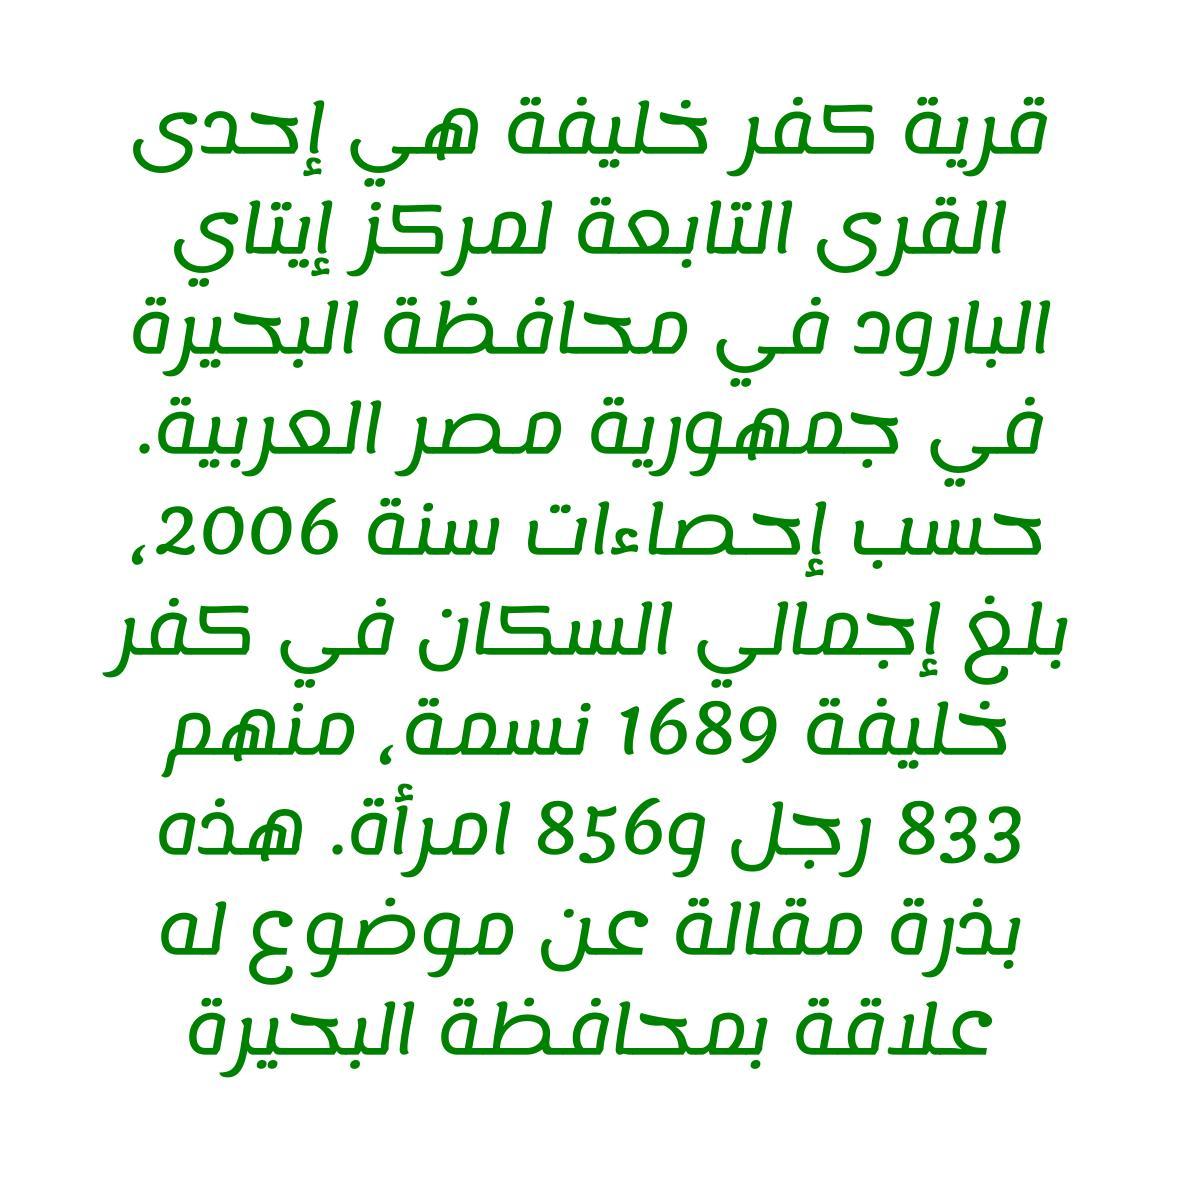 قرية كفر خليفة هي إحدى
القرى التابعة لمركز إيتاي
البارود في محافظة البحيرة
في جمهورية مصر العربية.
حسب إحصاءات سنة 2006،
بلغ إجمالي السكان في كفر
خليفة 1689 نسمة، منهم
833 رجل و856 امرأة. هذه
بذرة مقالة عن موضوع له
علاقة بمحافظة البحيرة